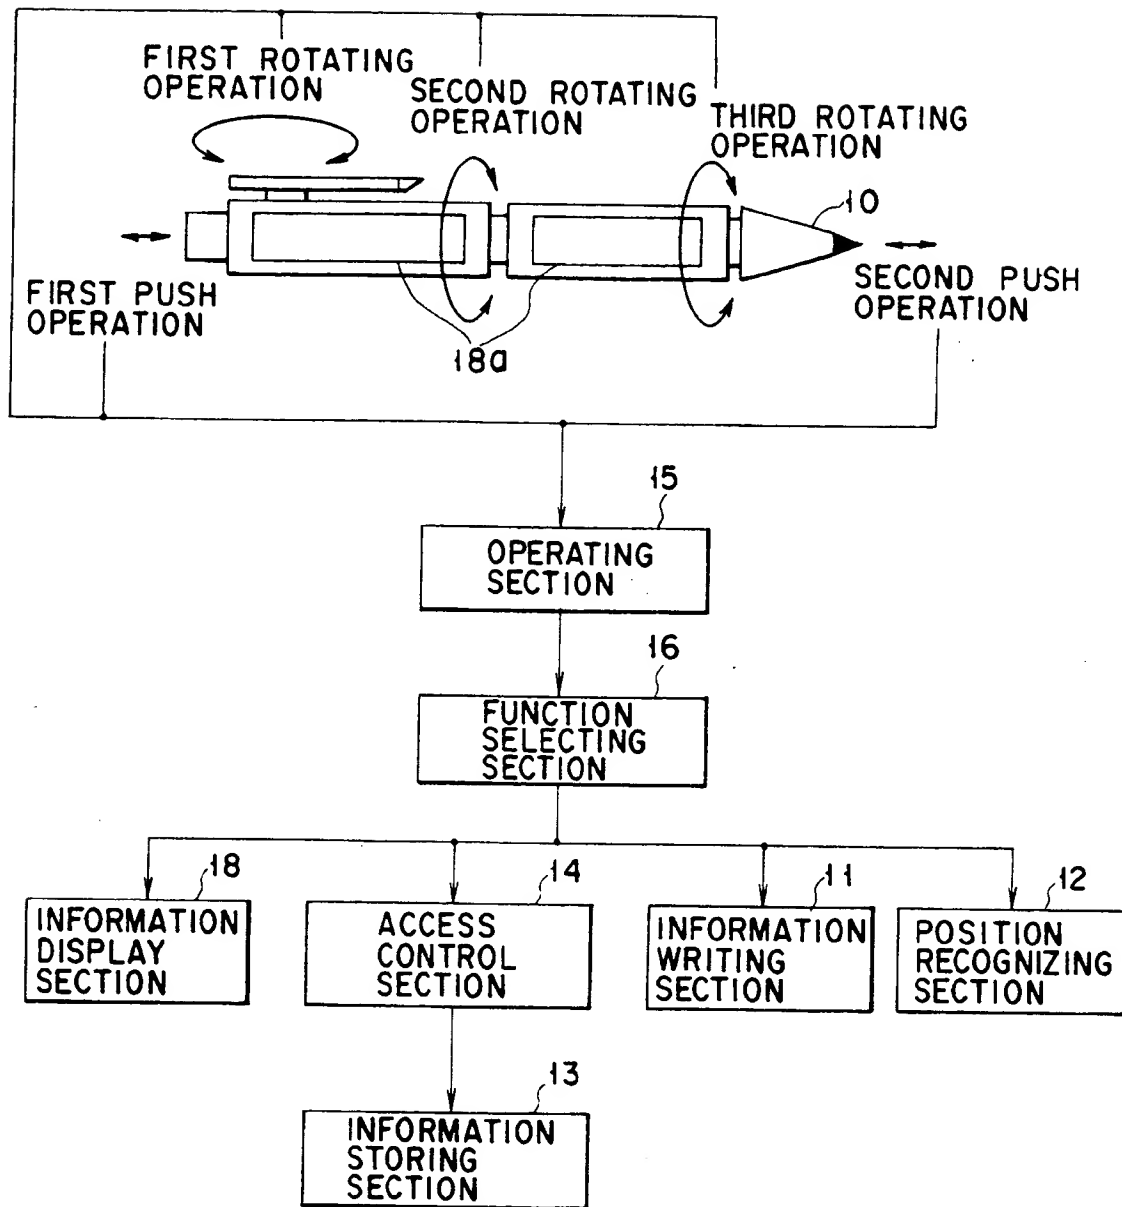 FIRST ROTATING
OPERATION
SECOND ROTATING
OPERATION
THIRD ROTATING
OPERATION
10
FIRST PUSH
OPERATION
18a
SECOND PUSH
OPERATION
15
OPERATING
SECTION
16
FUNCTION
SELECTING
SECTION
18
INFORMATION
DISPLAY
SECTION
14
ACCESS
CONTROL
SECTION
11
INFORMATION
WRITING
SECTION
12
POSITION
RECOGNIZING
SECTION
13
INFORMATION
STORING
SECTION